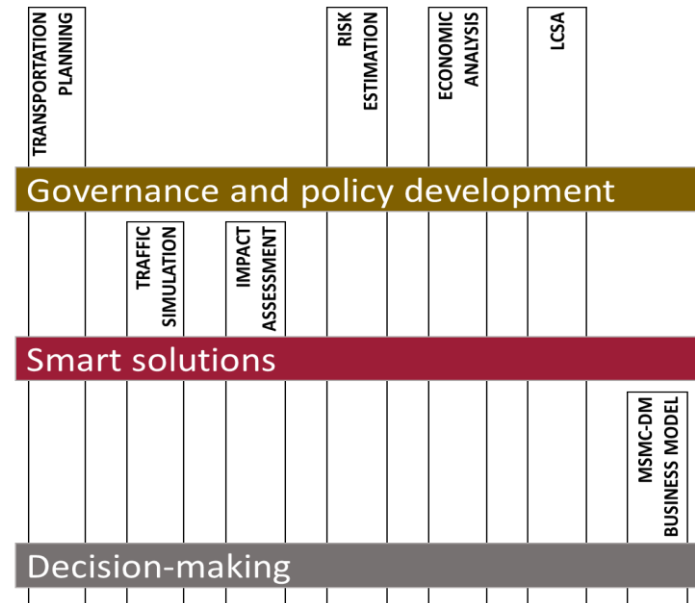 TRANSPORTATION
PLANNING
RISK
ESTIMATION
ECONOMIC
ANALYSIS
LCSA
Governance and policy development
TRAFFIC
SIMULATION
IMPACT
ASSESSMENT
Smart solutions
MSMC-DM
BUSINESS MODEL
Decision-making